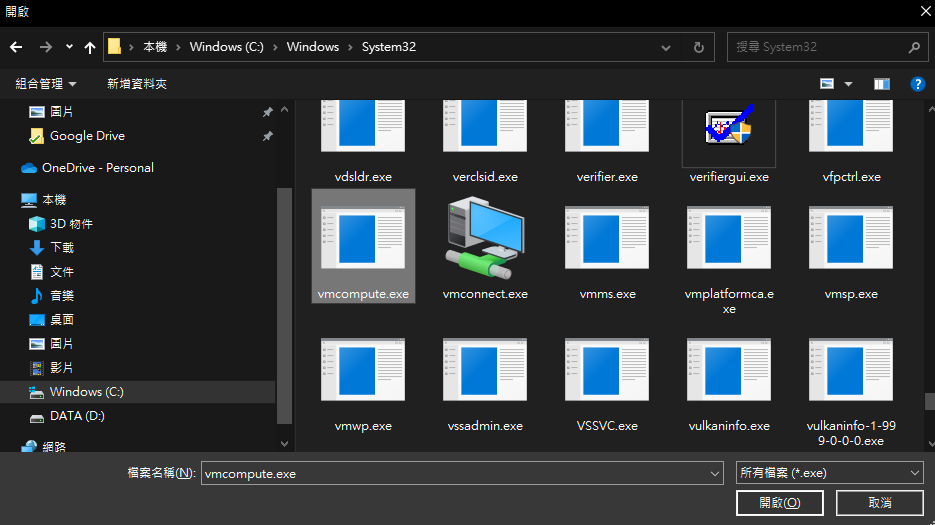 開啟
本機 › Windows (C:) › Windows › System32
搜尋 System32
組合管理
新增資料夾
圖片
Google Drive
OneDrive - Personal
本機
3D 物件
下載
文件
音樂
桌面
圖片
影片
Windows (C:)
DATA (D:)
網路
vdsldr.exe
verclsid.exe
verifier.exe
verifiergui.exe
vfpctrl.exe
vmcompute.exe
vmconnect.exe
vmms.exe
vmplatformca.e
xe
vmsp.exe
vmwp.exe
vssadmin.exe
VSSVC.exe
vulkaninfo.exe
vulkaninfo-1-99
9-0-0-0.exe
檔案名稱(N):
vmcompute.exe
所有檔案 (*.exe)
開啟(O)
取消